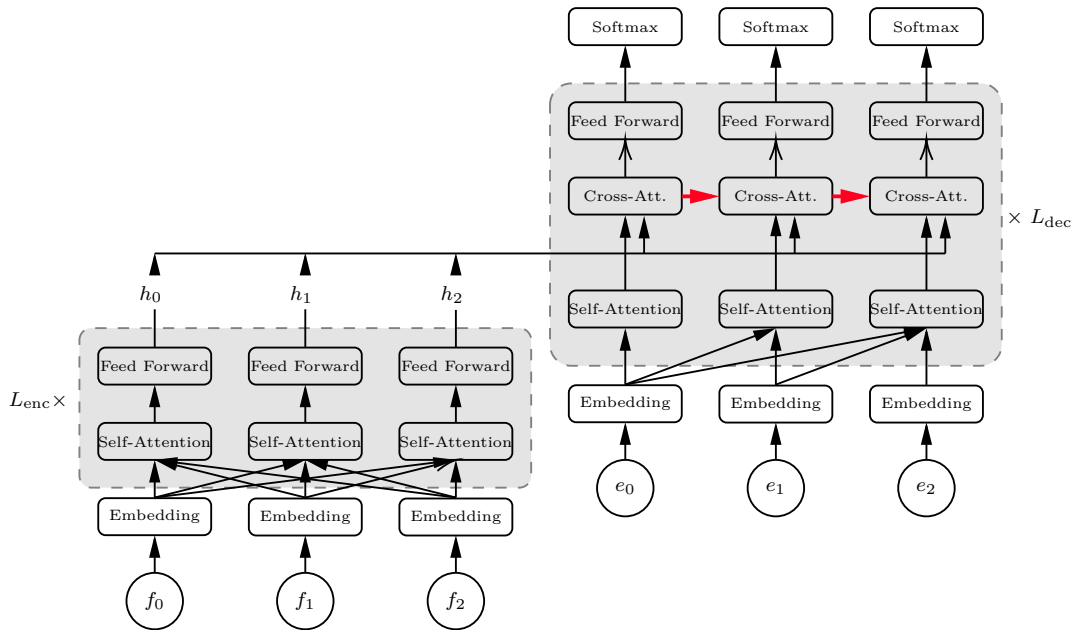 Softmax Softmax Softmax
Feed Forward Feed Forward Feed Forward
Cross-Att. Cross-Att. Cross-Att.
× L_dec
h_0 h_1 h_2
Self-Attention Self-Attention Self-Attention
Feed Forward Feed Forward Feed Forward
L_enc×
Embedding Embedding Embedding
Self-Attention Self-Attention Self-Attention
e_0 e_1 e_2
Embedding Embedding Embedding
f_0 f_1 f_2